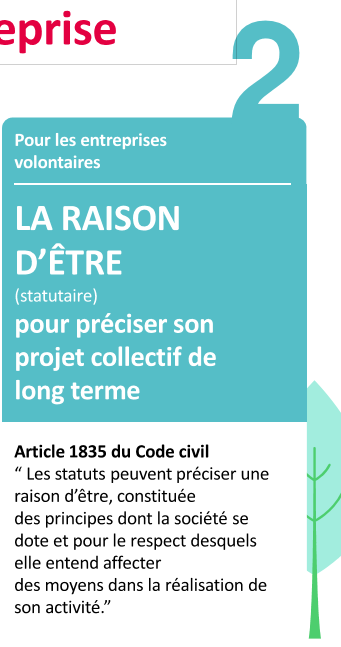 eprise
2
Pour les entreprises
volontaires
LA RAISON
D’ÊTRE
(statutaire)
pour préciser son
projet collectif de
long terme
Article 1835 du Code civil
“ Les statuts peuvent préciser une
raison d’être, constituée
des principes dont la société se
dote et pour le respect desquels
elle entend affecter
des moyens dans la réalisation de
son activité.”